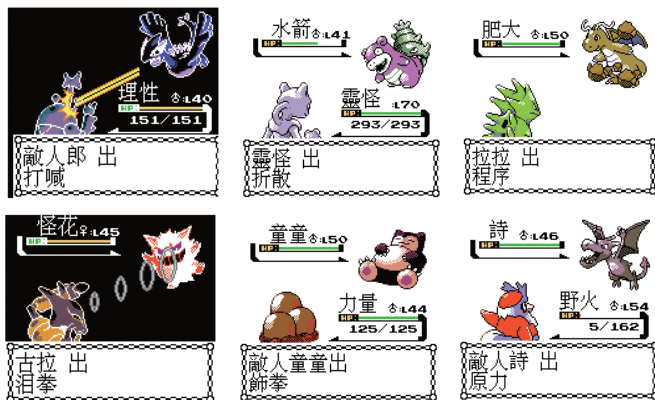 埋性 ♂:L40
HP:
151/151
敵人郎 出
打喊
水箭 ♂:L41
HP:
靈怪 :L70
HP:
293/293
靈怪 出
折散
肥大 ♂:L50
HP:
拉拉 出
程序
怪花♀:L45
HP:
古拉 出
泪拳
童童♂:L50
HP:
力量 ♂:L44
HP:
125/125
敵人童童出
飾拳
詩 ♂:L46
HP:
野火 ♂:L54
HP:
5/162
敵人詩 出
原力